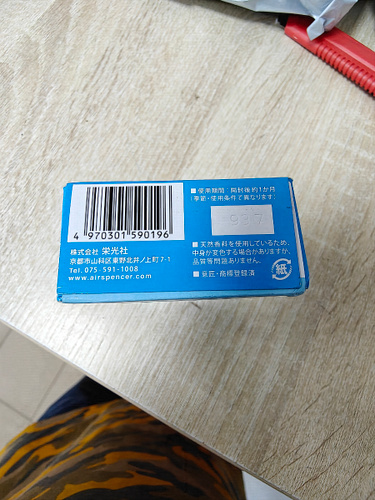 4 970301 590196
株式会社 栄光社
京都市山科区東野北井ノ上町7-1
Tel.075-591-1008
www.airspencer.com
■使用期間:開封後約1か月
(季節・使用条件で異なります)
■天然香料を使用しているため、
中身が変色する場合がありますが、
品質等問題ありません。
■意匠・商標登録済
紙